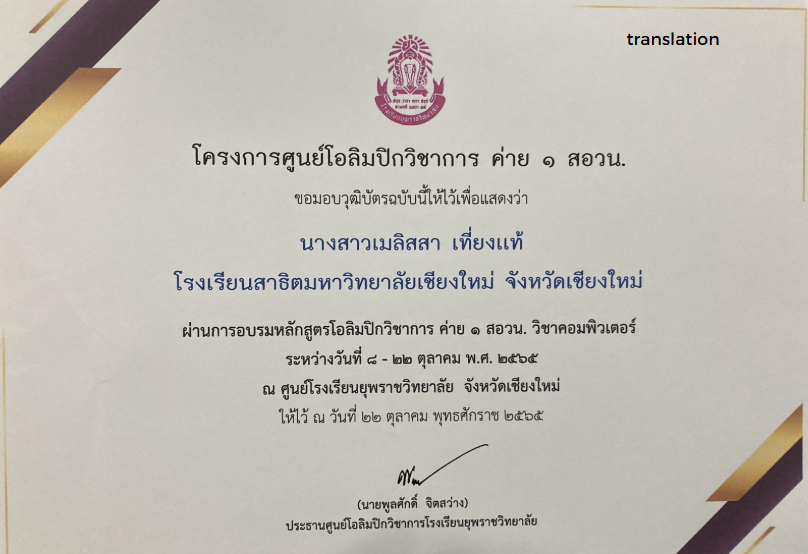 translation
โครงการศูนย์โอลิมปิกวิชาการ ค่าย ๑ สอวน.
ขอมอบวุฒิบัตรฉบับนี้ให้ไว้เพื่อแสดงว่า
นางสาวเมลิสสา เที่ยงแท้
โรงเรียนสาธิตมหาวิทยาลัยเชียงใหม่ จังหวัดเชียงใหม่
ผ่านการอบรมหลักสูตรโอลิมปิกวิชาการ ค่าย ๑ สอวน. วิชาคอมพิวเตอร์
ระหว่างวันที่ ๘ - ๒๒ ตุลาคม พ.ศ. ๒๕๖๕
ณ ศูนย์โรงเรียนยุพราชวิทยาลัย จังหวัดเชียงใหม่
ให้ไว้ ณ วันที่ ๒๒ ตุลาคม พุทธศักราช ๒๕๖๕
(นายพูลศักดิ์ จิตสว่าง)
ประธานศูนย์โอลิมปิกวิชาการโรงเรียนยุพราชวิทยาลัย